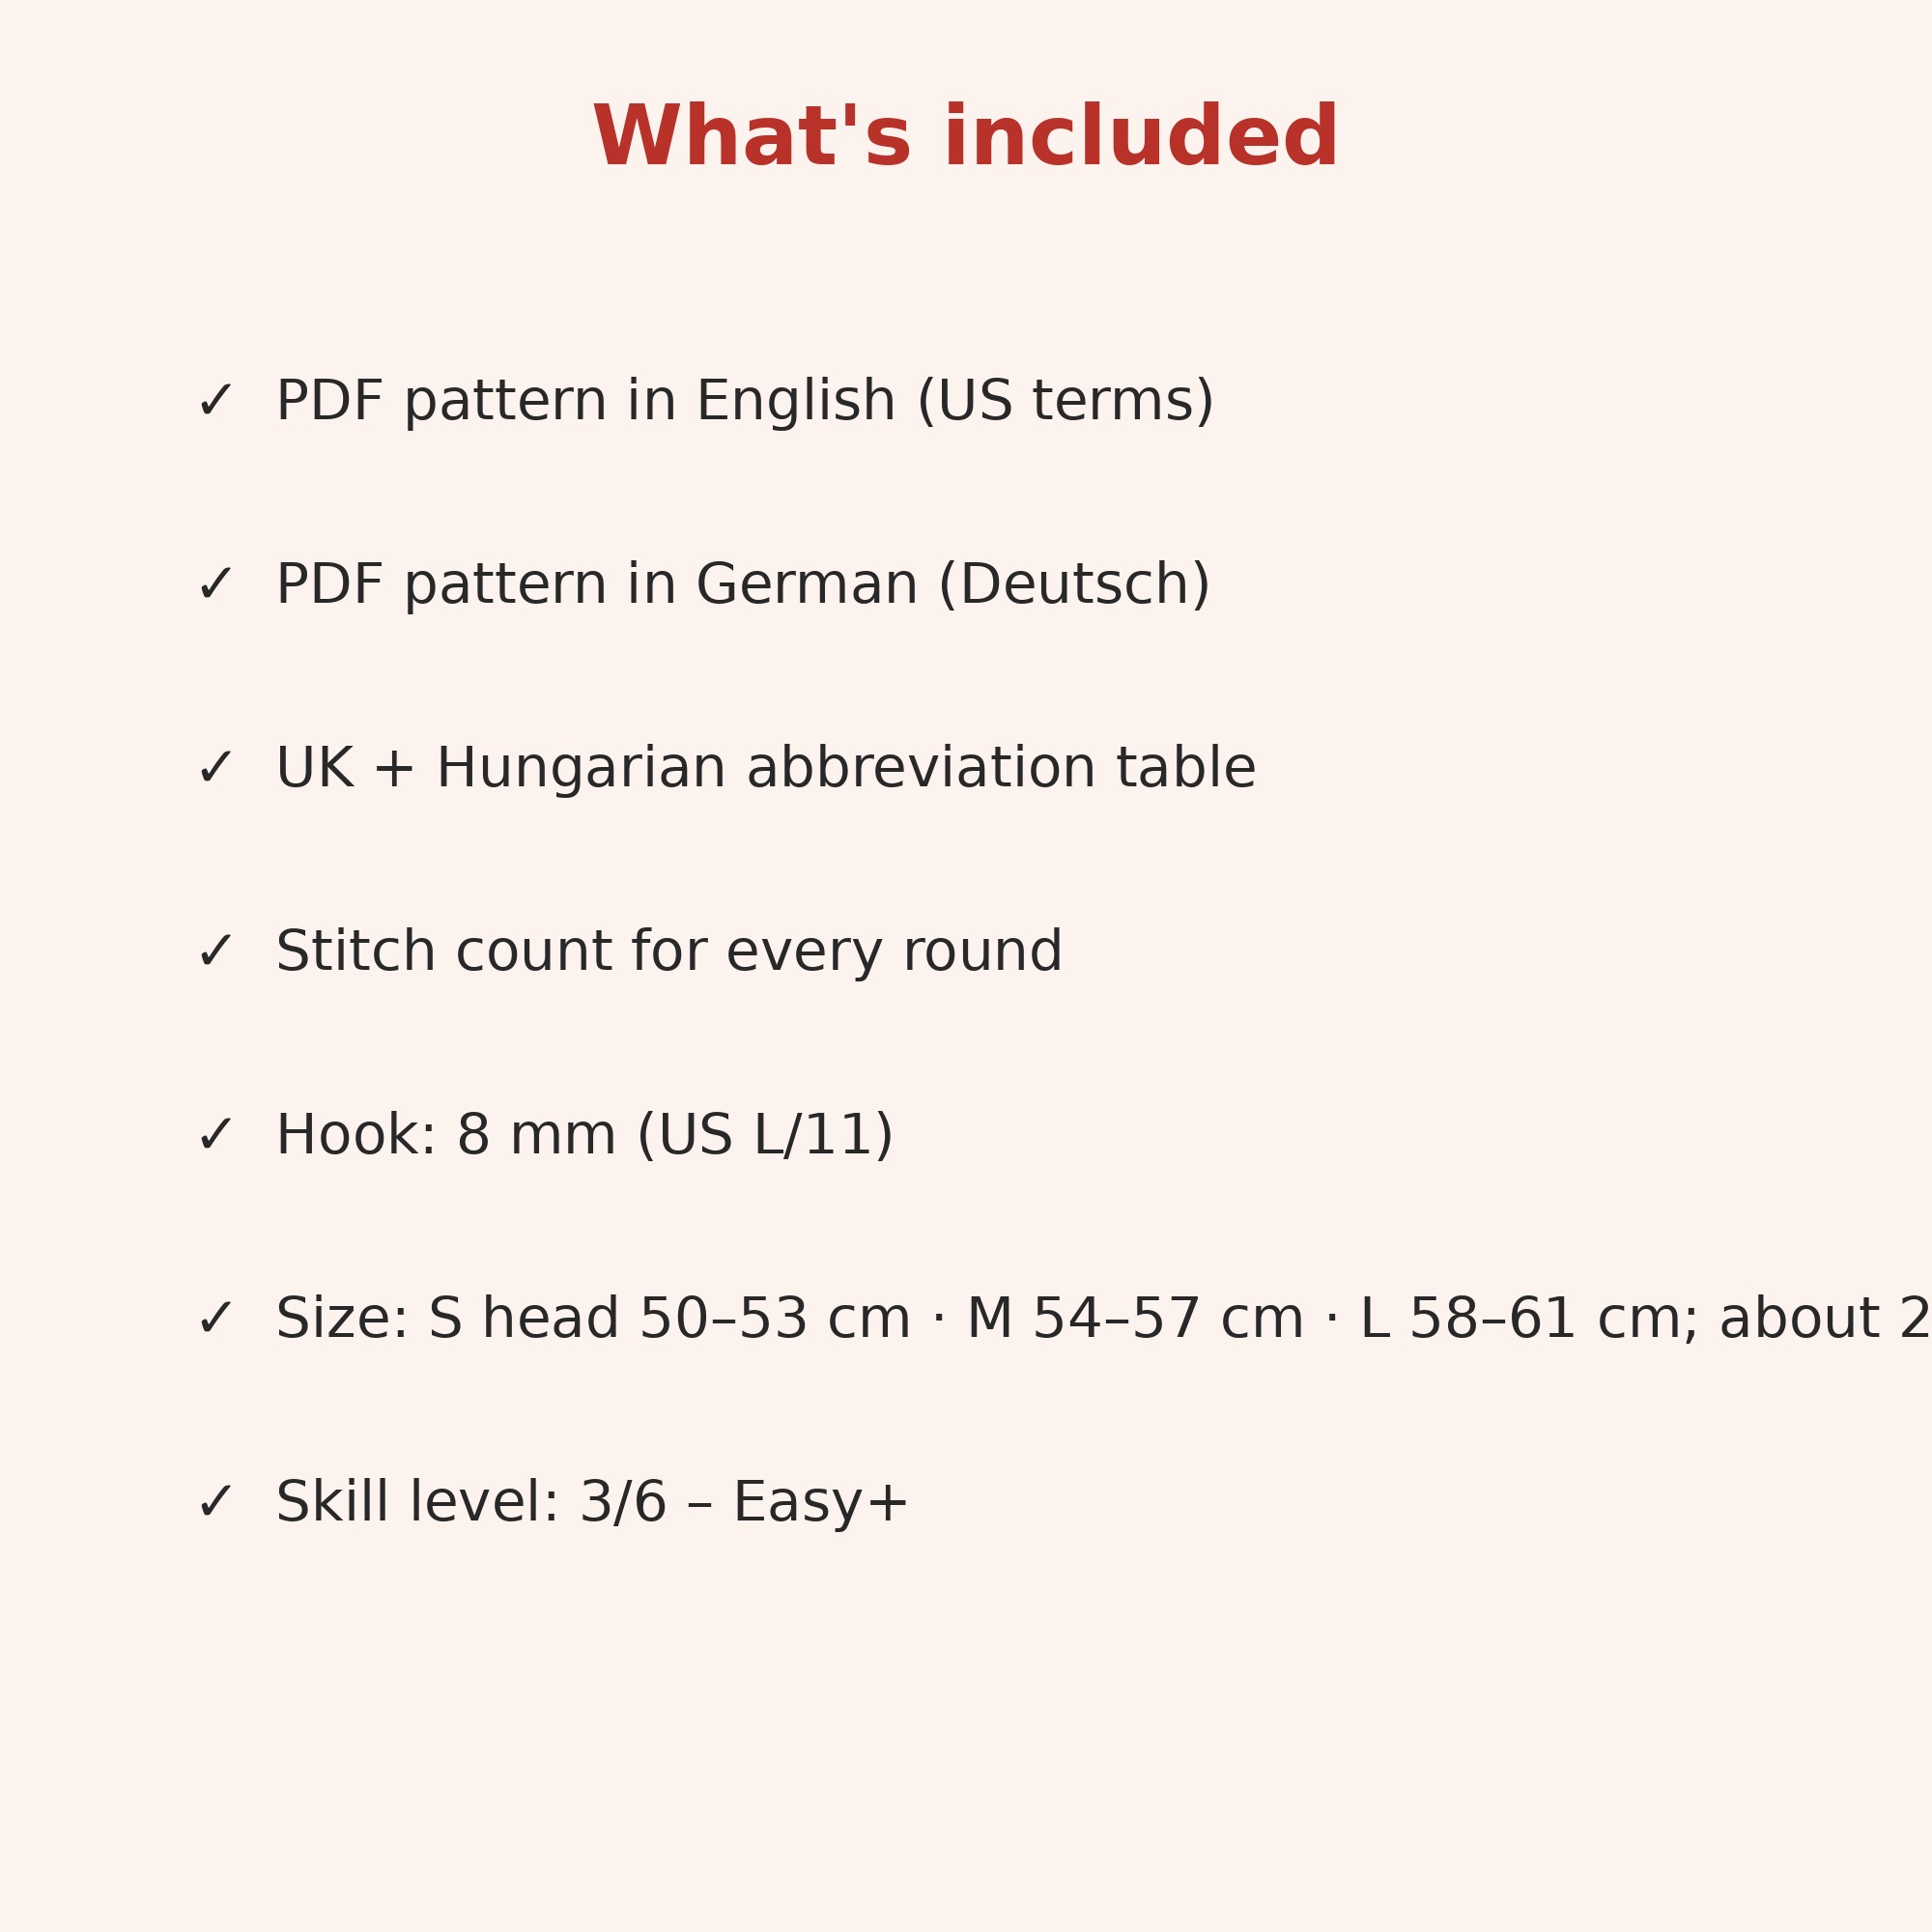 What's included
✓ PDF pattern in English (US terms)
✓ PDF pattern in German (Deutsch)
✓ UK + Hungarian abbreviation table
✓ Stitch count for every round
✓ Hook: 8 mm (US L/11)
✓ Size: S head 50–53 cm · M 54–57 cm · L 58–61 cm; about 2
✓ Skill level: 3/6 – Easy+